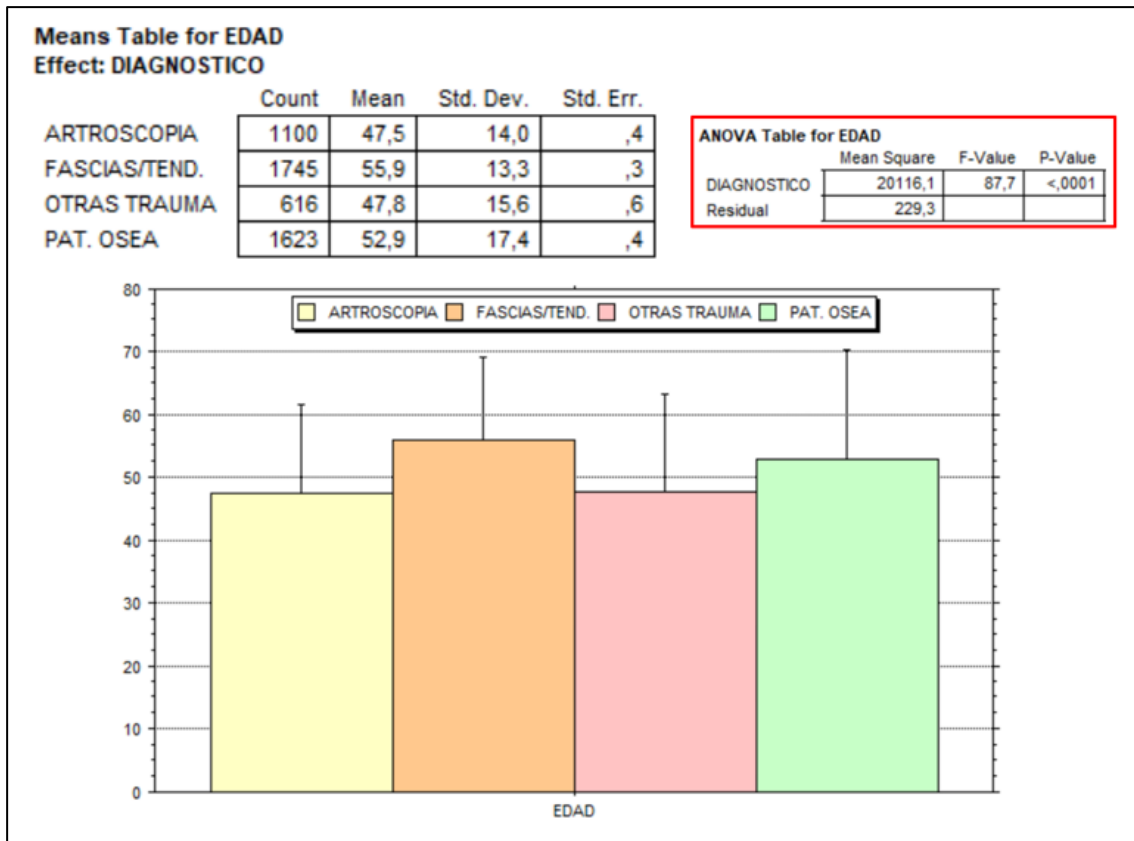 Means Table for EDAD
Effect: DIAGNOSTICO
Count Mean Std. Dev. Std. Err.
ARTROSCOPIA 1100 47,5 14,0 ,4
FASCIAS/TEND. 1745 55,9 13,3 ,3
OTRAS TRAUMA 616 47,8 15,6 ,6
PAT. OSEA 1623 52,9 17,4 ,4
ANOVA Table for EDAD
Mean Square F-Value P-Value
DIAGNOSTICO 20116,1 87,7 <,0001
Residual 229,3
ARTROSCOPIA FASCIAS/TEND. OTRAS TRAUMA PAT. OSEA
80
70
60
50
40
30
20
10
0
EDAD